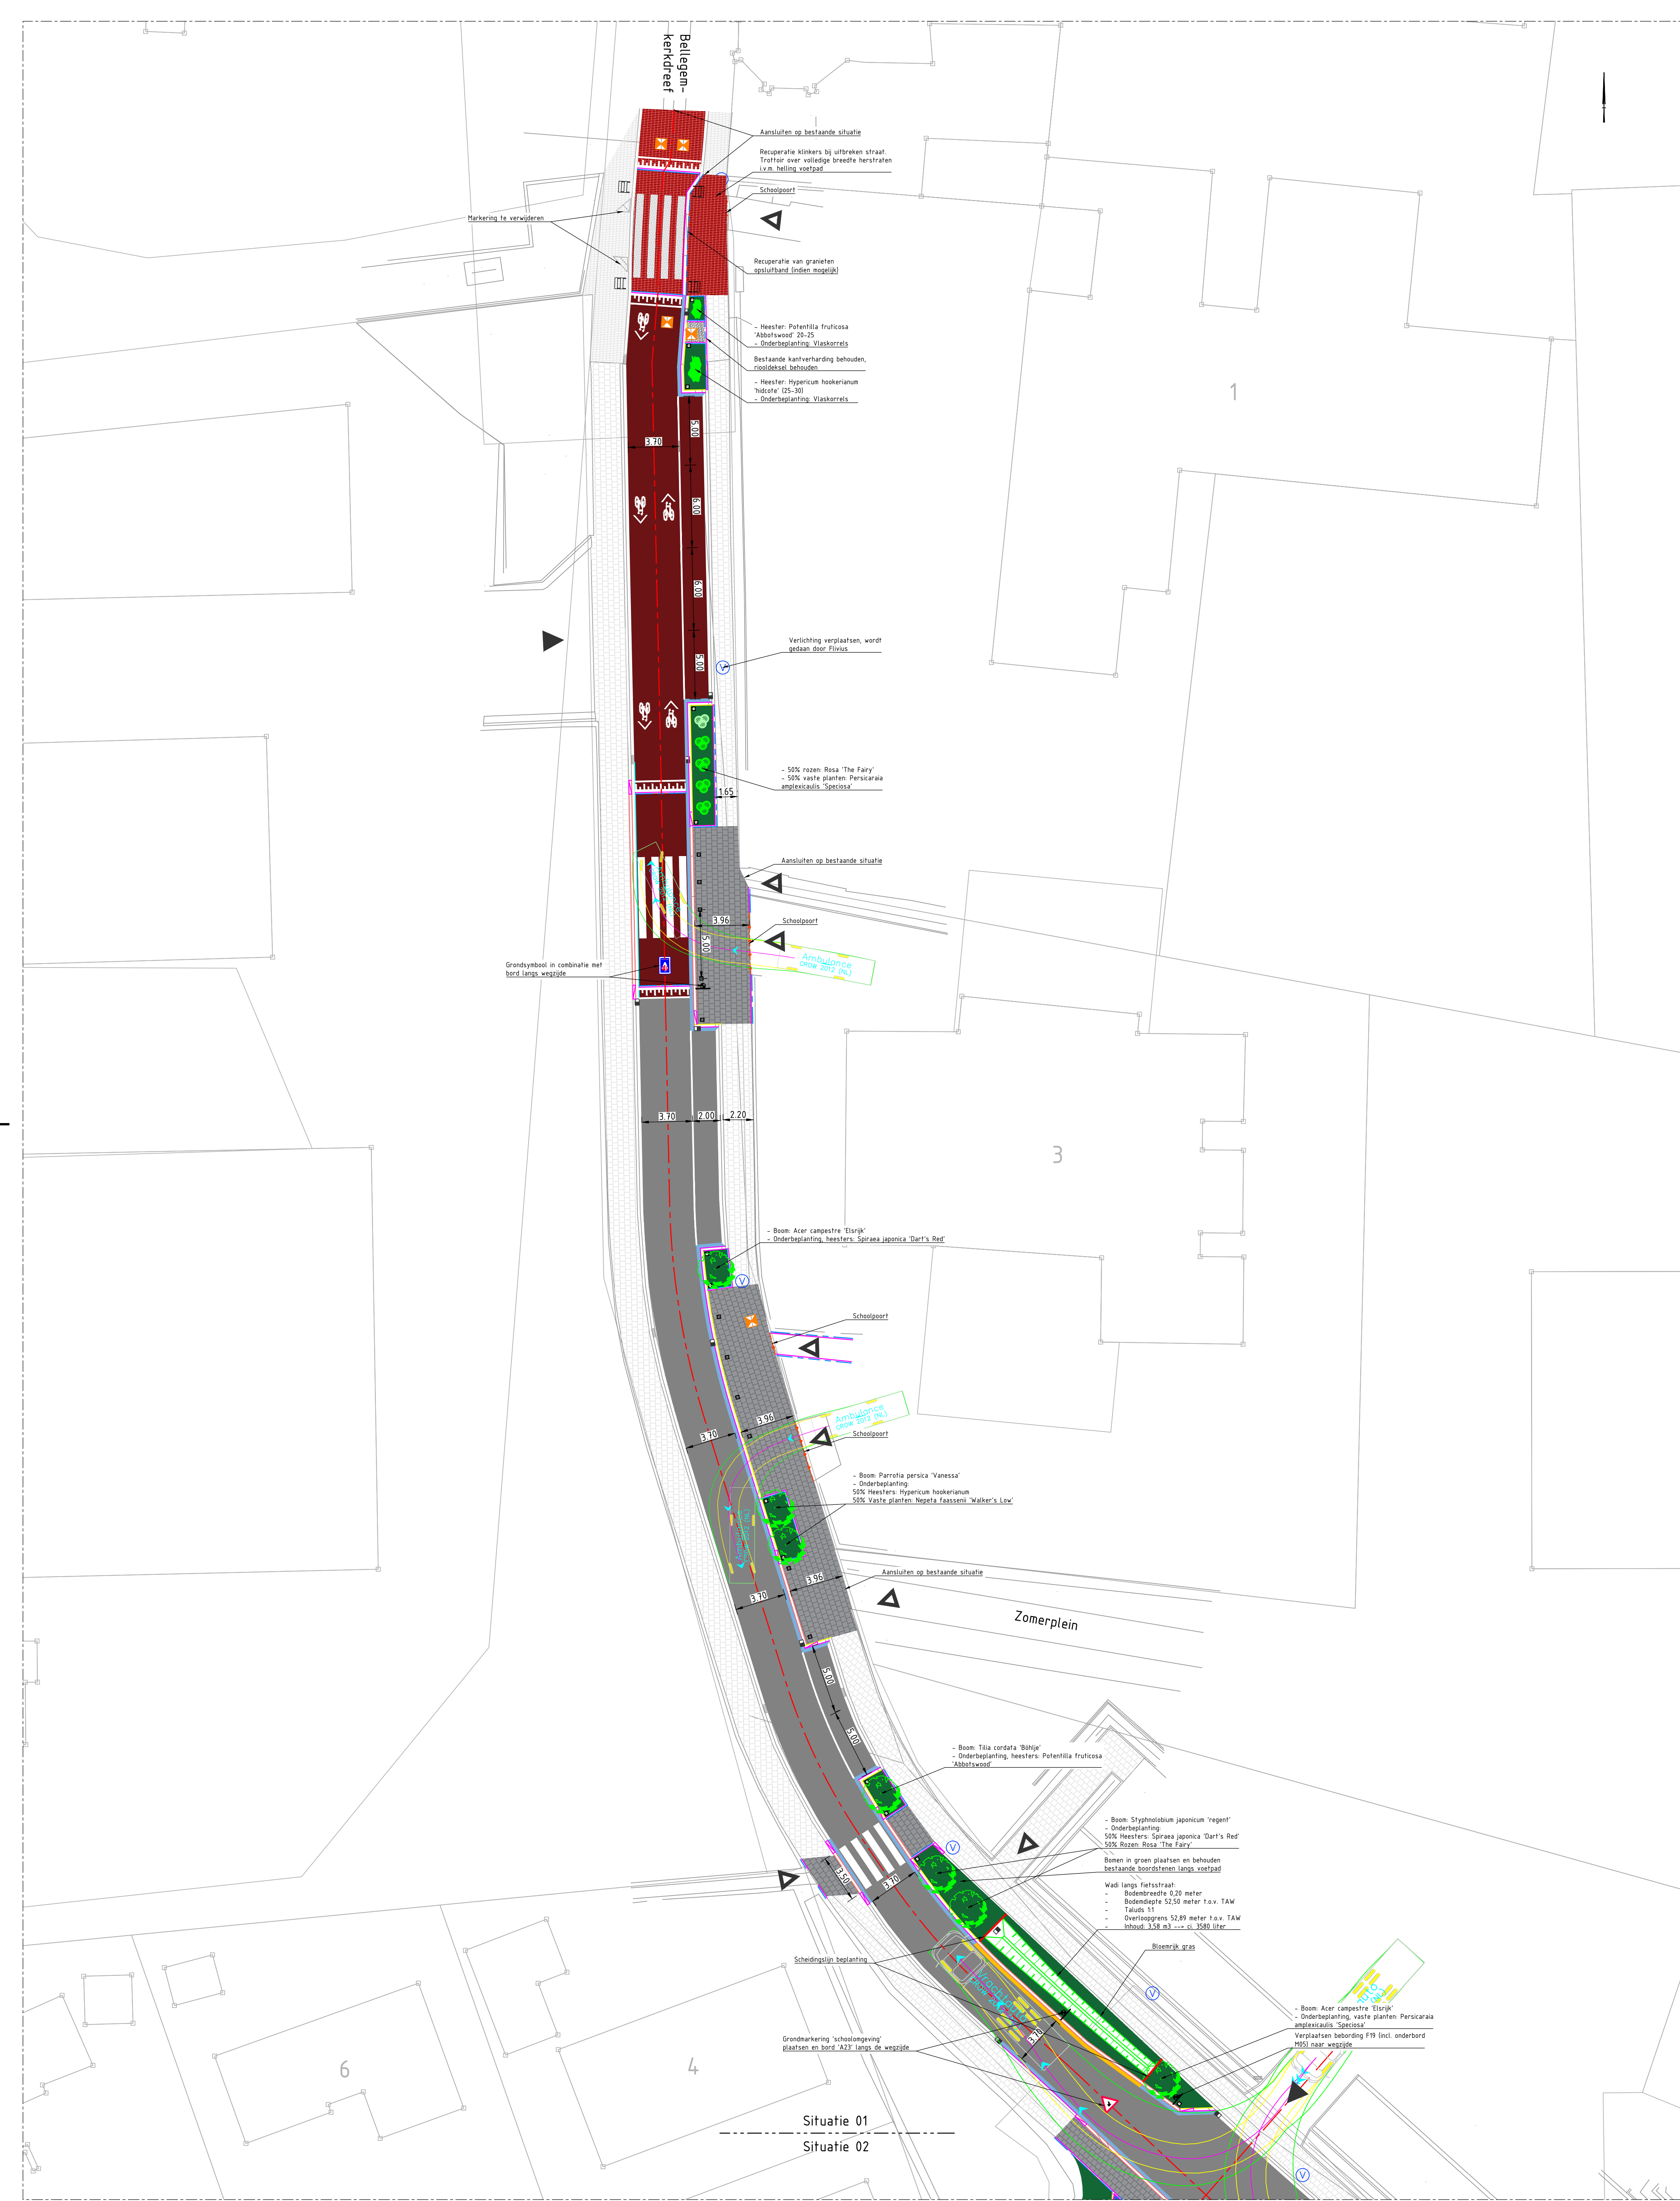 Bellegem-
kerkdreef
Aansluiten op bestaande situatie
Recuperatie klinkers bij uitbreken straat.
Trottoir over volledige breedte herstraten
i.v.m. helling voetpad
Schoolpoort
Markering te verwijderen
Recuperatie van granieten
opsluitband (indien mogelijk)
- Heester: Potentilla fruticosa
'Abbotswood' 20-25
- Onderbeplanting: Vlaskorrels
Bestaande kantverharding behouden,
riooldeksel behouden
- Heester: Hypericum hookerianum
'hidcote' (25-30)
- Onderbeplanting: Vlaskorrels
1
5.00
3.70
6.00
6.00
Verlichting verplaatsen, wordt
gedaan door Flivius
5.00
V
- 50% rozen: Rosa 'The Fairy'
- 50% vaste planten: Persicaraia
amplexicaulis 'Speciosa'
1.65
Aansluiten op bestaande situatie
3.96
Schoolpoort
5.00
Ambulance
CROW 2012 (NL)
Grondsymbool in combinatie met
bord langs wegzijde
3.70
2.00
2.20
3
- Boom: Acer campestre 'Elsrijk'
- Onderbeplanting, heesters: Spiraea japonica 'Dart's Red'
V
Schoolpoort
Ambulance
CROW 2012 (NL)
3.96
3.70
Schoolpoort
- Boom: Parrotia persica 'Vanessa'
- Onderbeplanting:
50% Heesters: Hypericum hookerianum
50% Vaste planten: Nepeta faassenii 'Walker's Low'
Ambulance
Aansluiten op bestaande situatie
3.96
3.70
Zomerplein
5.00
5.00
- Boom: Tilia cordata 'Böhlje'
- Onderbeplanting, heesters: Potentilla fruticosa
'Abbotswood'
- Boom: Styphnolobium japonicum 'regent'
- Onderbeplanting:
50% Heesters: Spiraea japonica 'Dart's Red'
50% Rozen: Rosa 'The Fairy'
V
Bomen in groen plaatsen en behouden
bestaande boordstenen langs voetpad
3.50
3.70
Wadi langs fietsstraat:
- Bodembreedte 0,20 meter
- Bodemdiepte 52,50 meter t.o.v. TAW
- Taluds 1:1
- Overloopgrens 52,89 meter t.o.v. TAW
- Inhoud: 3,58 m3 --> ci. 3580 liter
Bloemrijk gras
Scheidingslijn beplanting
V
- Boom: Acer campestre 'Elsrijk'
- Onderbeplanting, vaste planten: Persicaraia
amplexicaulis 'Speciosa'
Verplaatsen bebording F19 (incl. onderbord
M05) naar wegzijde
3.70
Grondmarkering 'schoolomgeving'
plaatsen en bord 'A23' langs de wegzijde
6
4
Situatie 01
Situatie 02
V